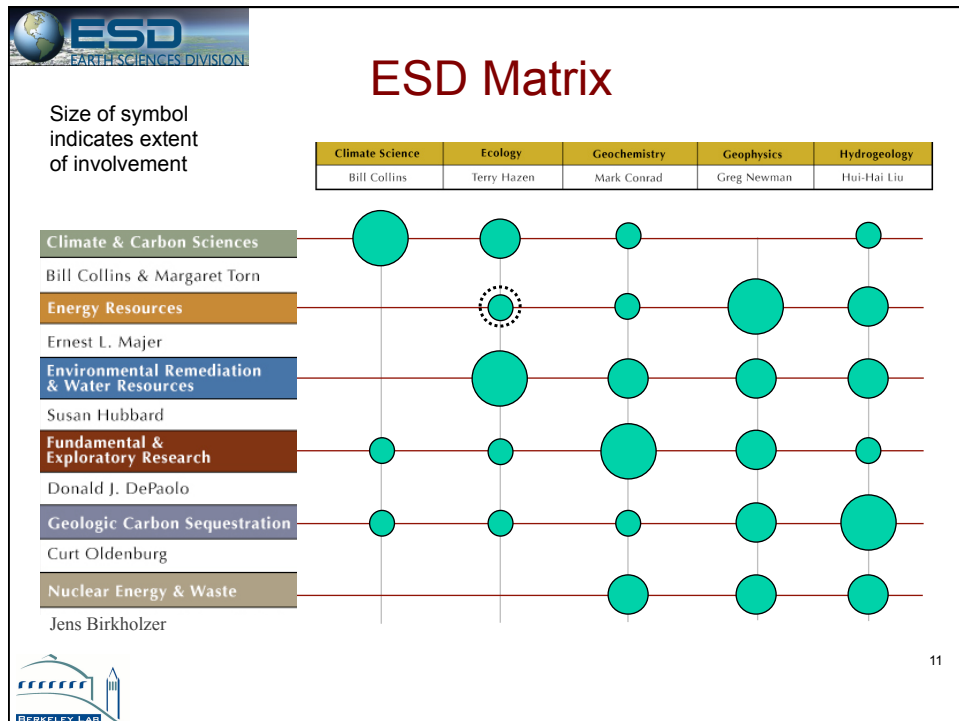 ESD
EARTH SCIENCES DIVISION
ESD Matrix
Size of symbol
indicates extent
of involvement
Climate Science Ecology Geochemistry Geophysics Hydrogeology
Bill Collins Terry Hazen Mark Conrad Greg Newman Hui-Hai Liu
Climate & Carbon Sciences
Bill Collins & Margaret Torn
Energy Resources
Ernest L. Majer
Environmental Remediation
& Water Resources
Susan Hubbard
Fundamental &
Exploratory Research
Donald J. DePaolo
Geologic Carbon Sequestration
Curt Oldenburg
Nuclear Energy & Waste
Jens Birkholzer
11
BERKELEY LAB